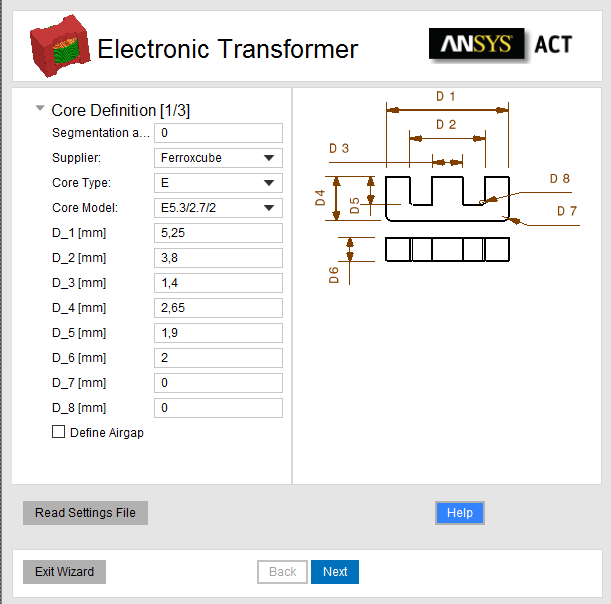 Electronic Transformer
ANSYS ACT
Core Definition [1/3]
Segmentation a... 0
Supplier: Ferroxcube
Core Type: E
Core Model: E5.3/2.7/2
D_1 [mm] 5,25
D_2 [mm] 3,8
D_3 [mm] 1,4
D_4 [mm] 2,65
D_5 [mm] 1,9
D_6 [mm] 2
D_7 [mm] 0
D_8 [mm] 0
Define Airgap
D 1
D 2
D 3
D 8
D4
D5
D 7
D6
Read Settings File
Help
Exit Wizard
Back
Next